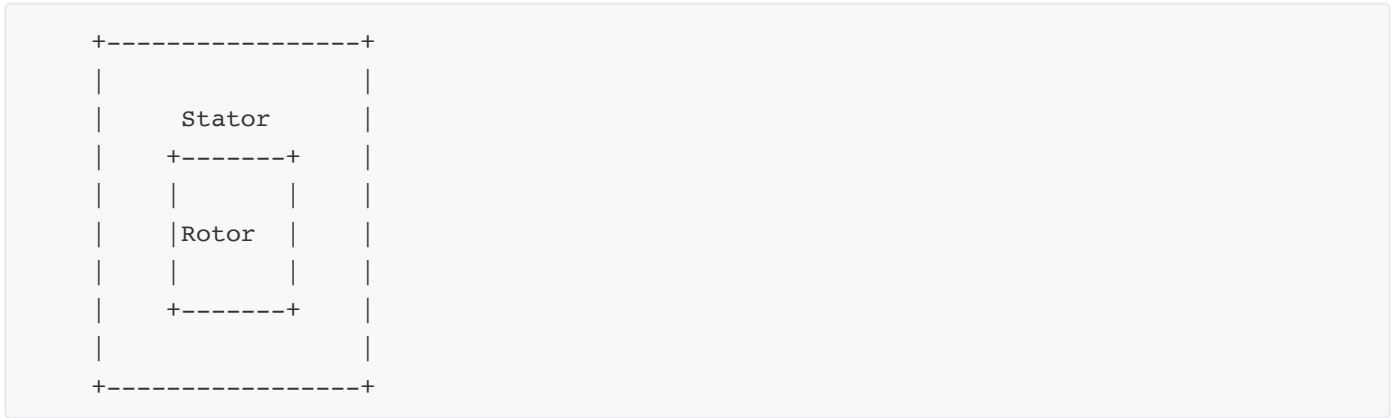 +-----------------+
|                 |
|     Stator      |
|    +-------+    |
|    |       |    |
|    |Rotor  |    |
|    |       |    |
|    +-------+    |
|                 |
+-----------------+